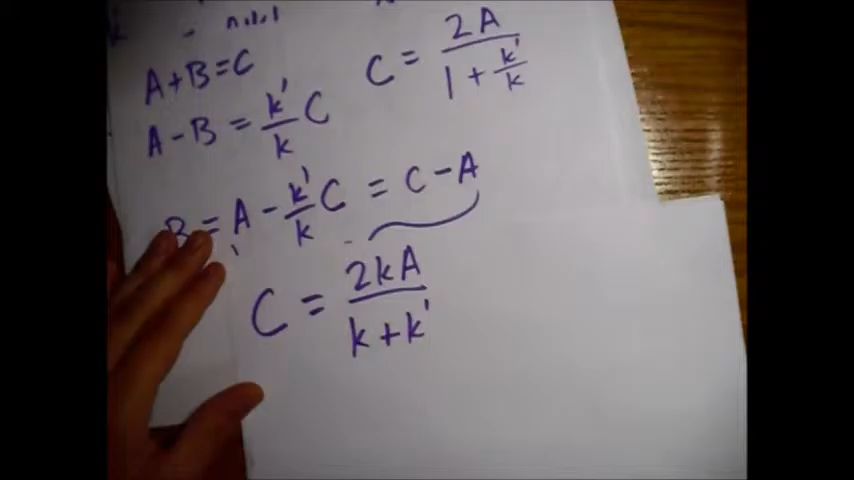 A+B=C
C = 2A / (1 + k'/k)
A-B = k'/k C
B = A - k'/k C = C-A
C = 2kA / (k+k')